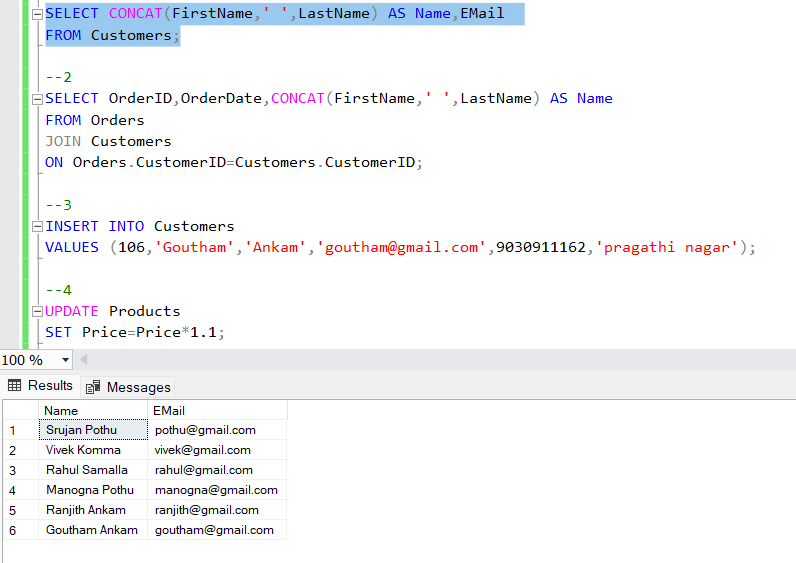 SELECT CONCAT(FirstName,' ',LastName) AS Name,EMail
FROM Customers;
--2
SELECT OrderID,OrderDate,CONCAT(FirstName,' ',LastName) AS Name
FROM Orders
JOIN Customers
ON Orders.CustomerID=Customers.CustomerID;
--3
INSERT INTO Customers
VALUES (106,'Goutham','Ankam','goutham@gmail.com',9030911162,'pragathi nagar');
--4
UPDATE Products
SET Price=Price*1.1;
100 %
Results Messages
Name EMail
1 Srujan Pothu pothu@gmail.com
2 Vivek Komma vivek@gmail.com
3 Rahul Samalla rahul@gmail.com
4 Manogna Pothu manogna@gmail.com
5 Ranjith Ankam ranjith@gmail.com
6 Goutham Ankam goutham@gmail.com